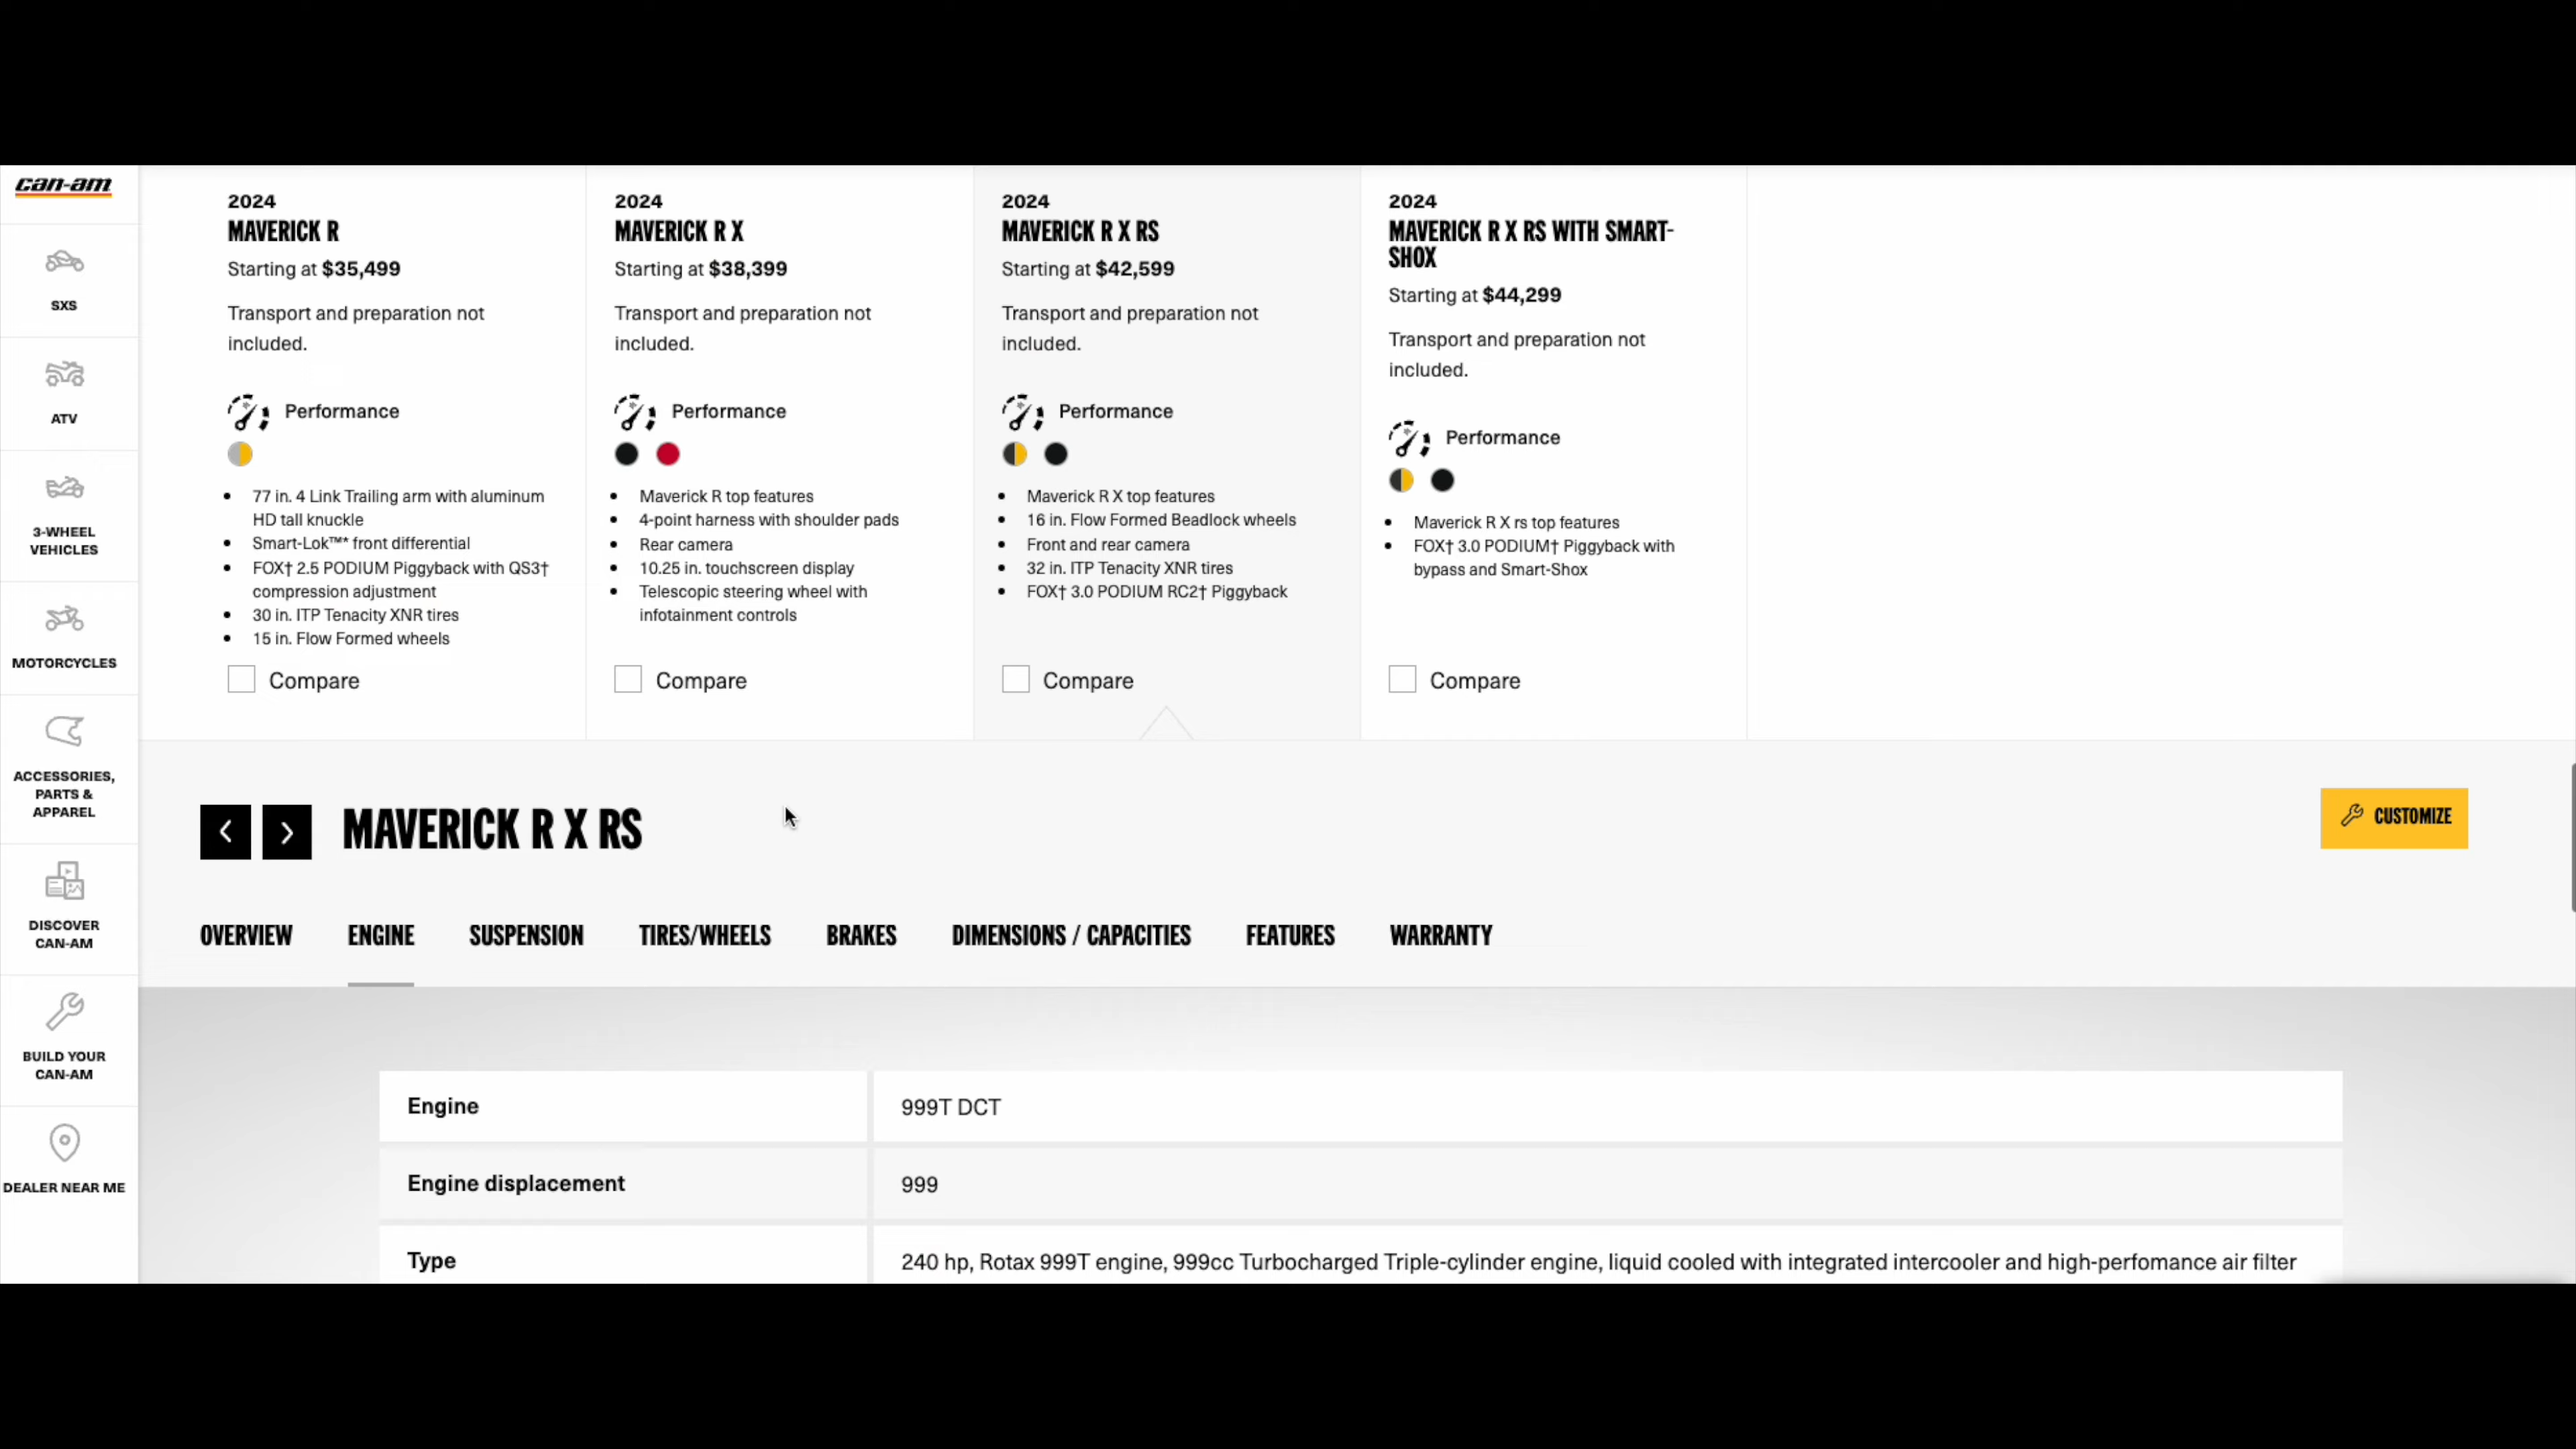 can-am
SXS
ATV
3-WHEEL
VEHICLES
MOTORCYCLES
ACCESSORIES,
PARTS &
APPAREL
DISCOVER
CAN-AM
BUILD YOUR
CAN-AM
DEALER NEAR ME
2024
MAVERICK R
Starting at $35,499
Transport and preparation not
included.
Performance
77 in. 4 Link Trailing arm with aluminum
HD tall knuckle
Smart-Lok™* front differential
FOX† 2.5 PODIUM Piggyback with QS3†
compression adjustment
30 in. ITP Tenacity XNR tires
15 in. Flow Formed wheels
Compare
2024
MAVERICK R X
Starting at $38,399
Transport and preparation not
included.
Performance
Maverick R top features
4-point harness with shoulder pads
Rear camera
10.25 in. touchscreen display
Telescopic steering wheel with
infotainment controls
Compare
2024
MAVERICK R X RS
Starting at $42,599
Transport and preparation not
included.
Performance
Maverick R X top features
16 in. Flow Formed Beadlock wheels
Front and rear camera
32 in. ITP Tenacity XNR tires
FOX† 3.0 PODIUM RC2† Piggyback
Compare
2024
MAVERICK R X RS WITH SMART-
SHOX
Starting at $44,299
Transport and preparation not
included.
Performance
Maverick R X rs top features
FOX† 3.0 PODIUM† Piggyback with
bypass and Smart-Shox
Compare
MAVERICK R X RS
CUSTOMIZE
OVERVIEW ENGINE SUSPENSION TIRES/WHEELS BRAKES DIMENSIONS / CAPACITIES FEATURES WARRANTY
Engine 999T DCT
Engine displacement 999
Type 240 hp, Rotax 999T engine, 999cc Turbocharged Triple-cylinder engine, liquid cooled with integrated intercooler and high-perfomance air filter